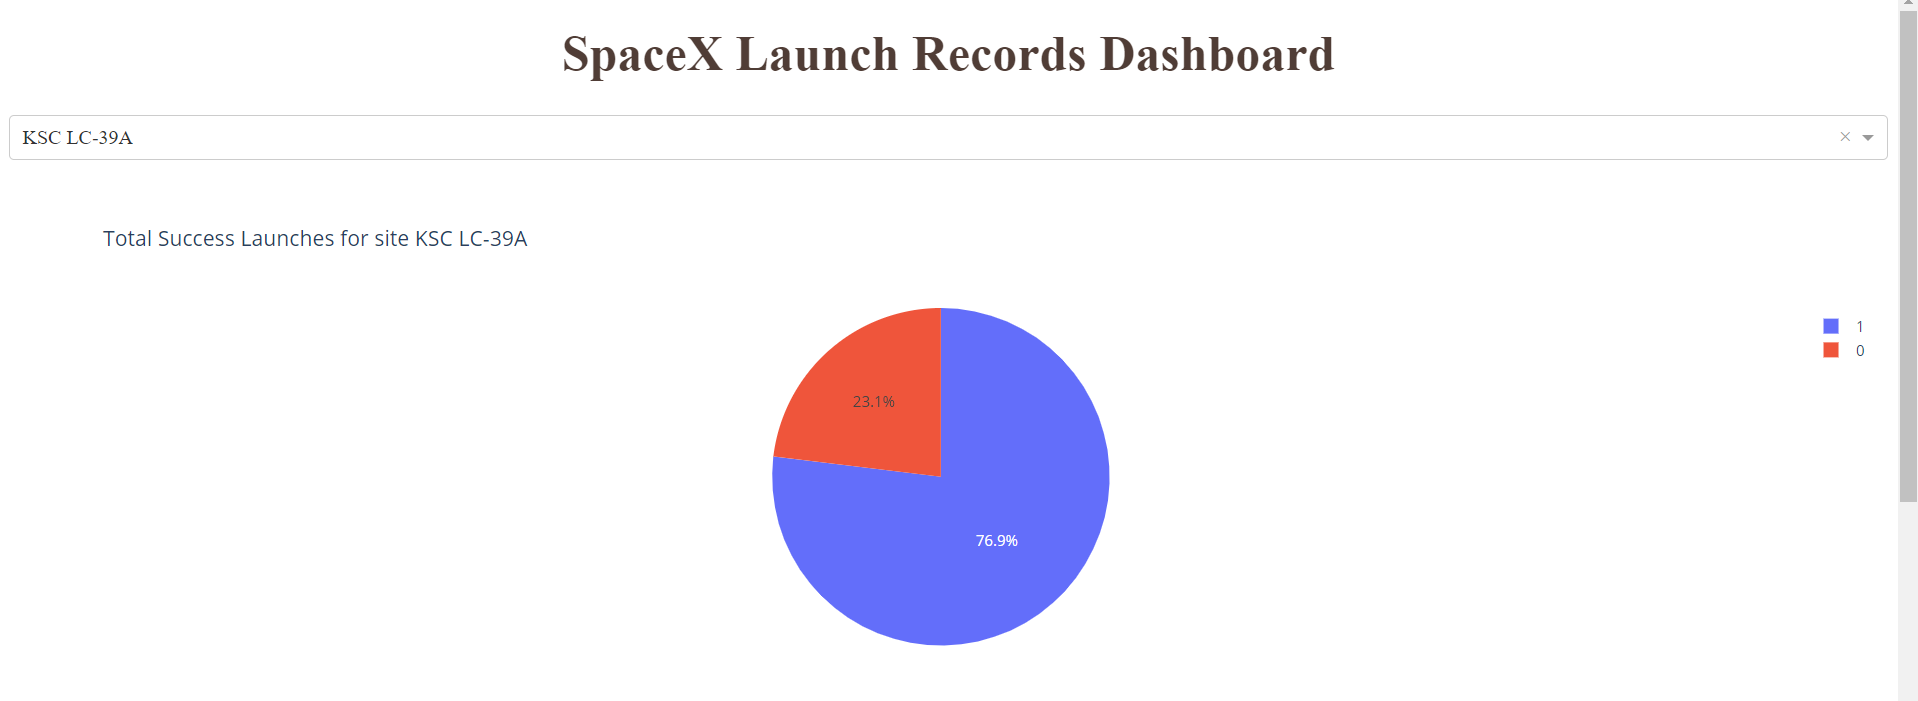 SpaceX Launch Records Dashboard
KSC LC-39A
Total Success Launches for site KSC LC-39A
1
0
23.1%
76.9%